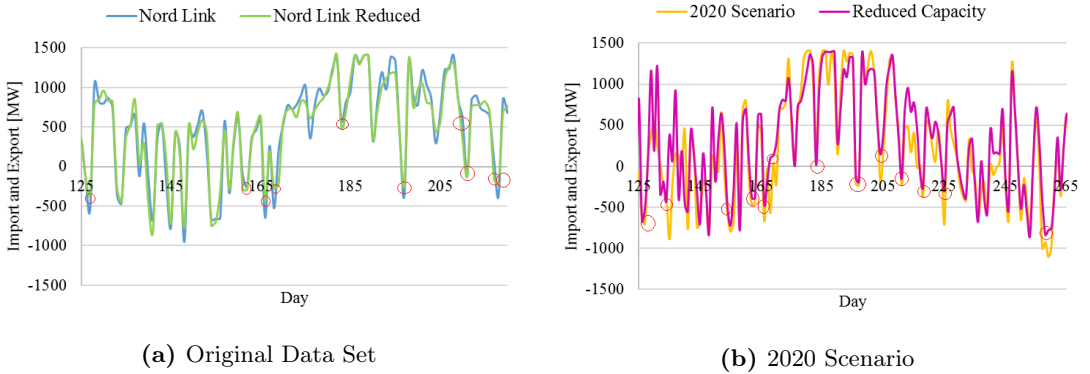 Nord Link
Nord Link Reduced
Import and Export [MW]
1500
1000
500
0
-500
-1000
-1500
125
145
165
185
205
Day
(a) Original Data Set
2020 Scenario
Reduced Capacity
Import and Export [MW]
1500
1000
500
0
-500
-1000
-1500
125
145
165
185
205
225
245
265
Day
(b) 2020 Scenario